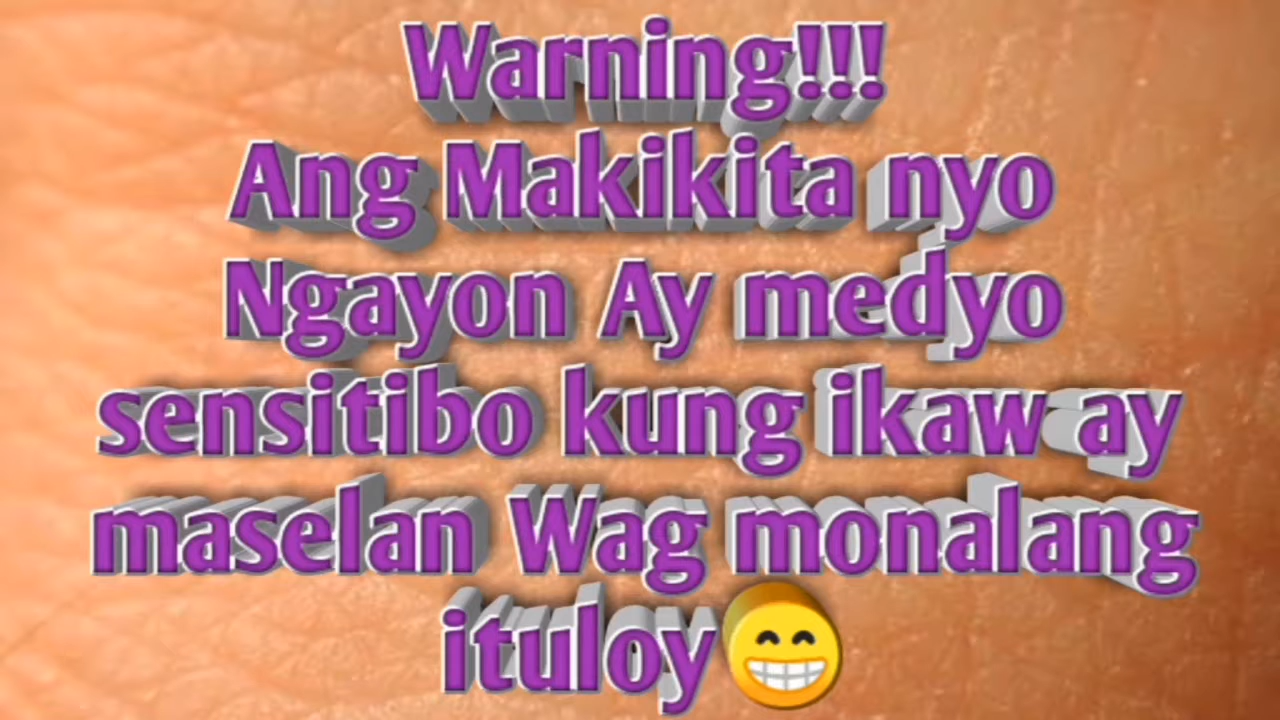 Warning!!!
Ang Makikita nyo
Ngayon Ay medyo
sensitibo kung ikaw ay
maselan Wag monalang
ituloy😁